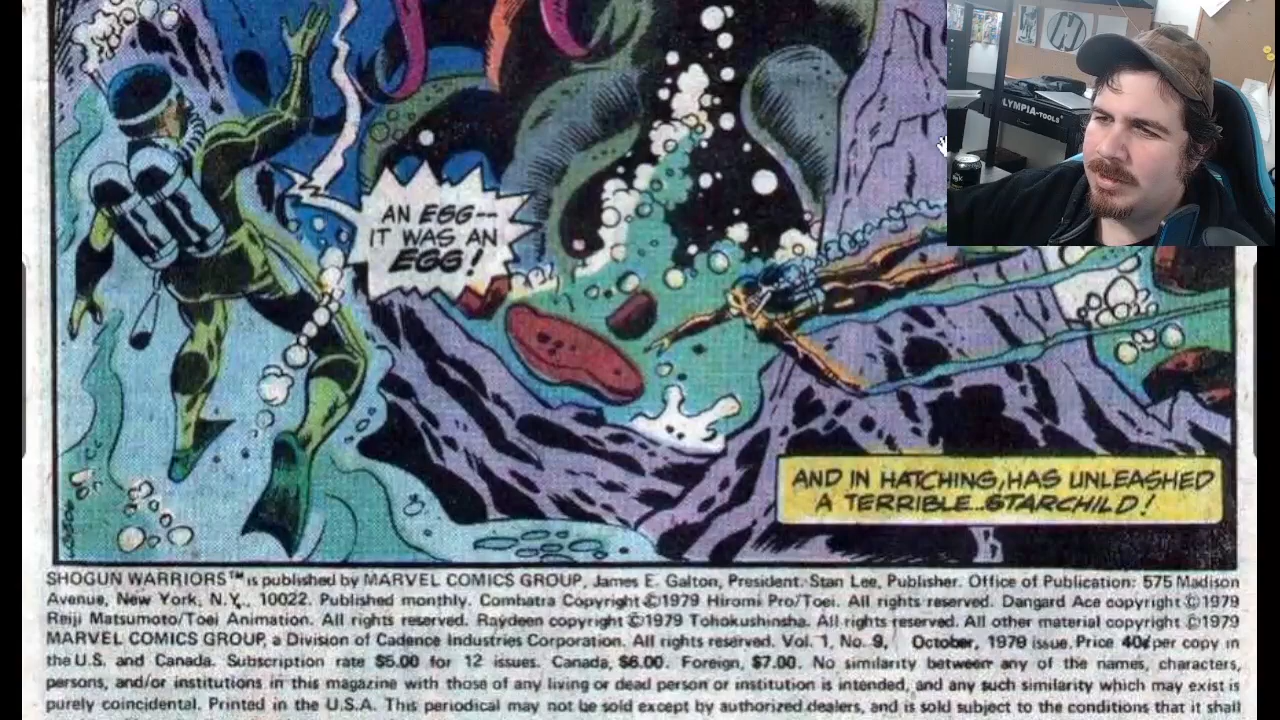 AN EGG--
IT WAS AN
EGG!
LYMPIA-TOOLS
AND IN HATCHING, HAS UNLEASHED
A TERRIBLE...STARCHILD!
SHOGUN WARRIORS™ is published by MARVEL COMICS GROUP, James E. Galton, President. Stan Lee, Publisher. Office of Publication: 575 Madison
Avenue, New York, N.Y., 10022. Published monthly. Combatra Copyright ©1979 Hiromi Pro/Toei. All rights reserved. Dangard Ace copyright ©1979
Reiji Matsumoto/Toei Animation. All rights reserved. Raydeen copyright ©1979 Tohokushinsha. All rights reserved. All other material copyright ©1979
MARVEL COMICS GROUP, a Division of Cadence Industries Corporation. All rights reserved. Vol. 1, No. 9, October, 1979 issue. Price 40¢ per copy in
the U.S. and Canada. Subscription rate $5.00 for 12 issues. Canada, $6.00. Foreign, $7.00. No similarity between any of the names, characters,
persons, and/or institutions in this magazine with those of any living or dead person or institution is intended, and any such similarity which may exist is
purely coincidental. Printed in the U.S.A. This periodical may not be sold except by authorized dealers, and is sold subject to the conditions that it shall